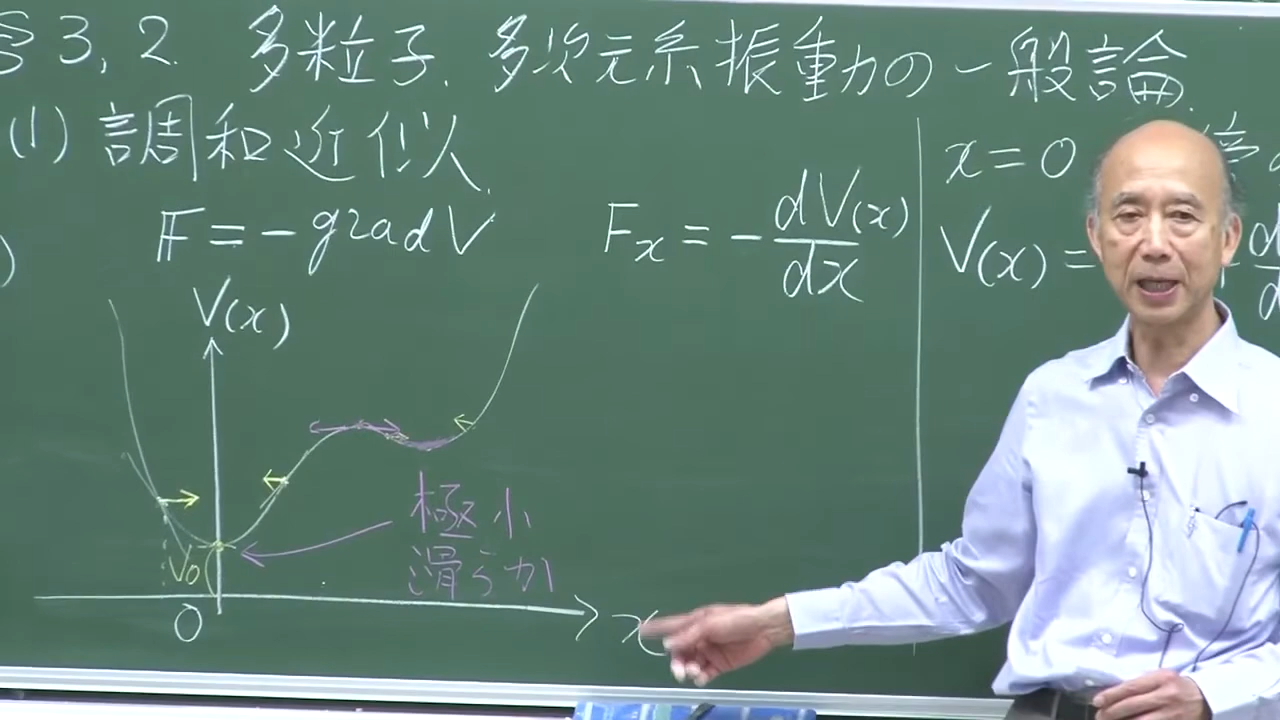 3,2. 多粒子.多次元系振動の一般論.
(1) 調和近似.
F = -grad V
Fx = - dV(x)/dx
V(x)
V0
0
x
極小
滑らか
x = 0
V(x) =